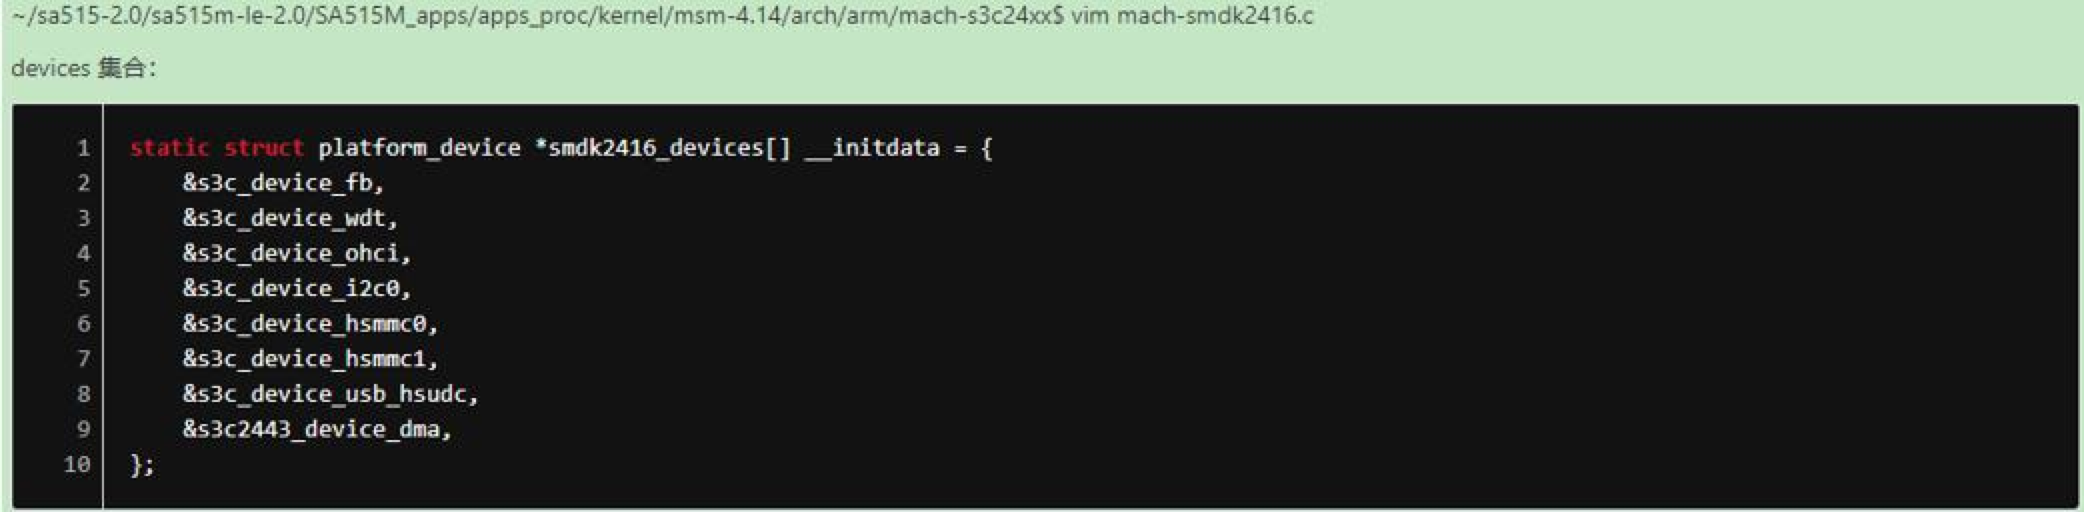 ~/sa515-2.0/sa515m-le-2.0/SA515M_apps/apps_proc/kernel/msm-4.14/arch/arm/mach-s3c24xx$ vim mach-smdk2416.c
devices 集合：
1 static struct platform_device *smdk2416_devices[] __initdata = {
2 &s3c_device_fb,
3 &s3c_device_wdt,
4 &s3c_device_ohci,
5 &s3c_device_i2c0,
6 &s3c_device_hsmmc0,
7 &s3c_device_hsmmc1,
8 &s3c_device_usb_hsudc,
9 &s3c2443_device_dma,
10 };